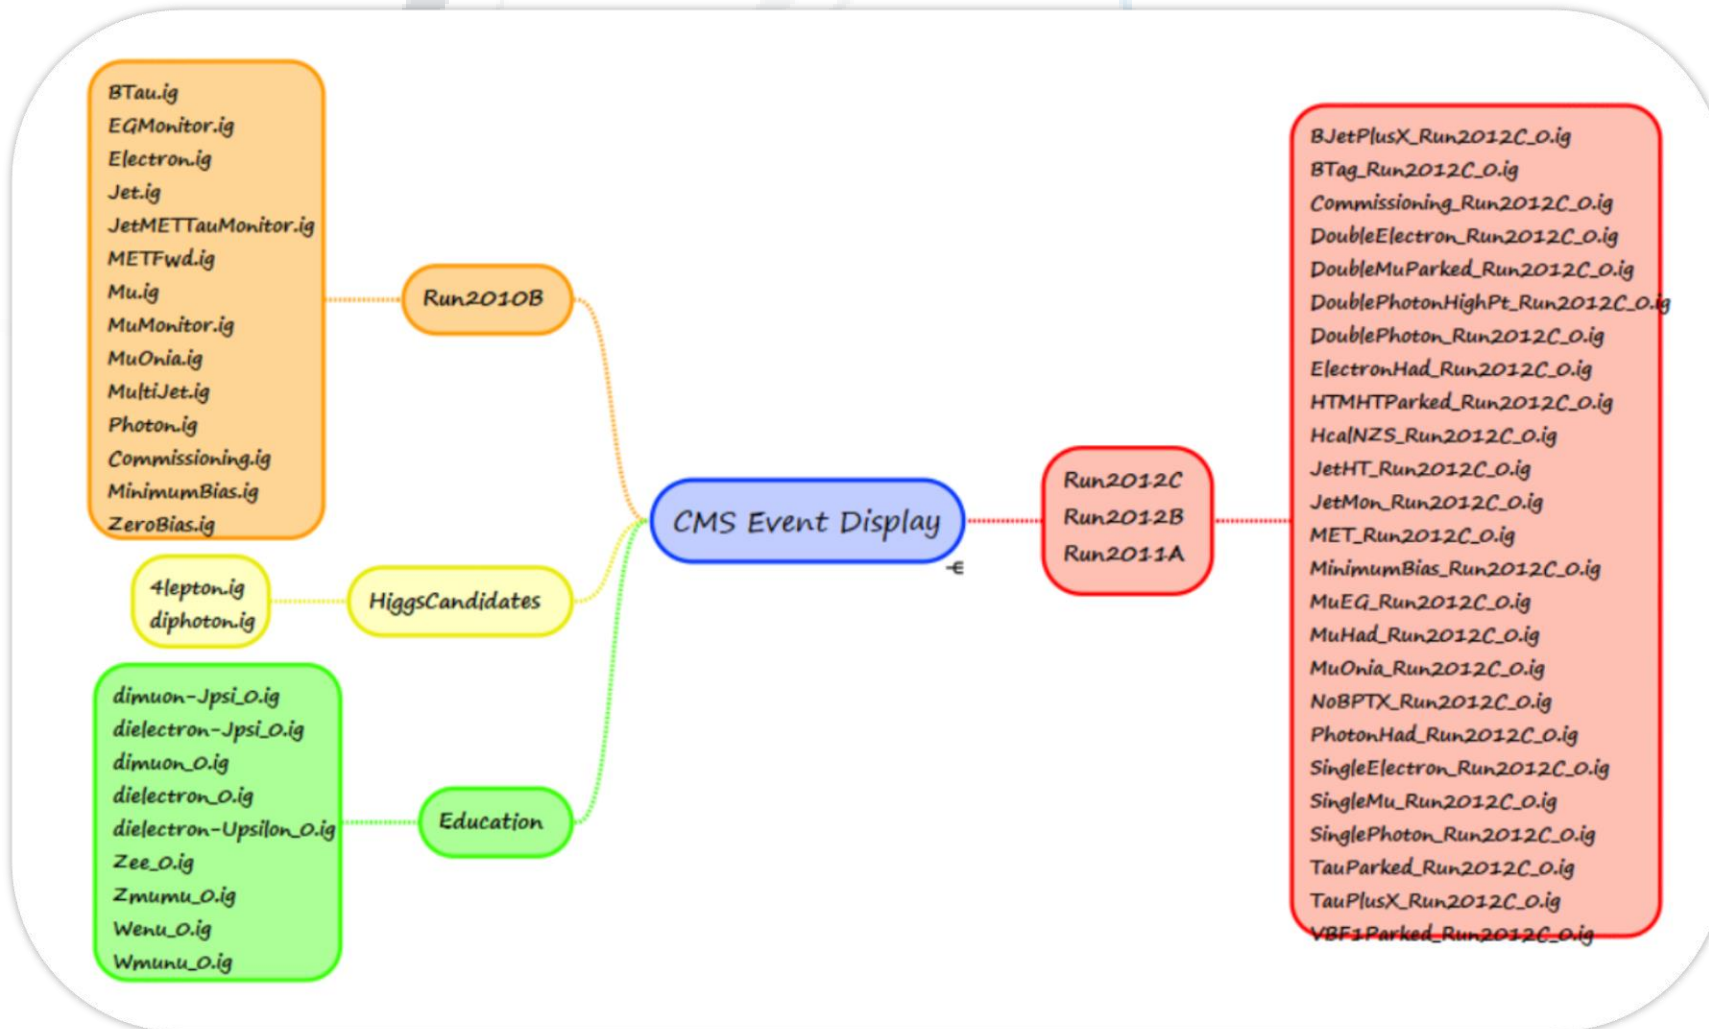 BTau.ig
EGMonitor.ig
Electron.ig
Jet.ig
JetMETTauMonitor.ig
METFwd.ig
Mu.ig
MuMonitor.ig
MuOnia.ig
MultiJet.ig
Photon.ig
Commissioning.ig
MinimumBias.ig
ZeroBias.ig
Run2010B
4lepton.ig
diphoton.ig
HiggsCandidates
dimuon-Jpsi_0.ig
dielectron-Jpsi_0.ig
dimuon_0.ig
dielectron_0.ig
dielectron-Upsilon_0.ig
Zee_0.ig
Zmumu_0.ig
Wenu_0.ig
Wmunu_0.ig
Education
CMS Event Display
Run2012C
Run2012B
Run2011A
BJetPlusX_Run2012C_0.ig
BTag_Run2012C_0.ig
Commissioning_Run2012C_0.ig
DoubleElectron_Run2012C_0.ig
DoubleMuParked_Run2012C_0.ig
DoublePhotonHighPt_Run2012C_0.ig
DoublePhoton_Run2012C_0.ig
ElectronHad_Run2012C_0.ig
HTMHTParked_Run2012C_0.ig
HcalNZS_Run2012C_0.ig
JetHT_Run2012C_0.ig
JetMon_Run2012C_0.ig
MET_Run2012C_0.ig
MinimumBias_Run2012C_0.ig
MuEG_Run2012C_0.ig
MuHad_Run2012C_0.ig
MuOnia_Run2012C_0.ig
NoBPTX_Run2012C_0.ig
PhotonHad_Run2012C_0.ig
SingleElectron_Run2012C_0.ig
SingleMu_Run2012C_0.ig
SinglePhoton_Run2012C_0.ig
TauParked_Run2012C_0.ig
TauPlusX_Run2012C_0.ig
VBF1Parked_Run2012C_0.ig